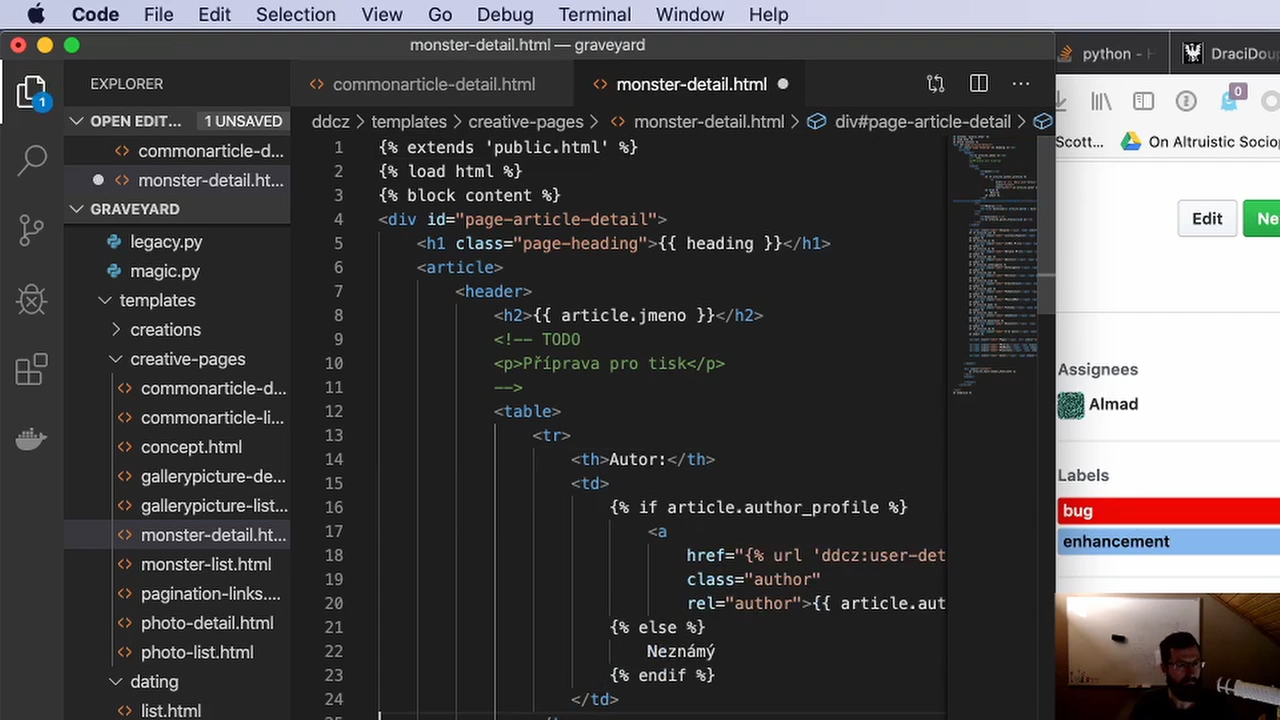 Code File Edit Selection View Go Debug Terminal Window Help
monster-detail.html — graveyard
python -
DraciDou
EXPLORER
commonarticle-detail.html
monster-detail.html
1
OPEN EDIT... 1 UNSAVED
commonarticle-d...
monster-detail.ht...
GRAVEYARD
legacy.py
magic.py
templates
creations
creative-pages
commonarticle-d...
commonarticle-li...
concept.html
gallerypicture-de...
gallerypicture-list...
monster-detail.ht...
monster-list.html
pagination-links....
photo-detail.html
photo-list.html
dating
list.html
ddcz > templates > creative-pages > monster-detail.html > div#page-article-detail >
1 {% extends 'public.html' %}
2 {% load html %}
3 {% block content %}
4 <div id="page-article-detail">
5 <h1 class="page-heading">{{ heading }}</h1>
6 <article>
7 <header>
8 <h2>{{ article.jmeno }}</h2>
9 <!-- TODO
10 <p>Příprava pro tisk</p>
11 -->
12 <table>
13 <tr>
14 <th>Autor:</th>
15 <td>
16 {% if article.author_profile %}
17 <a
18 href="{% url 'ddcz:user-det
19 class="author"
20 rel="author">{{ article.aut
21 {% else %}
22 Neznámý
23 {% endif %}
24 </td>
0
Scott...
On Altruistic Sociop
Edit
Ne
Assignees
Almad
Labels
bug
enhancement